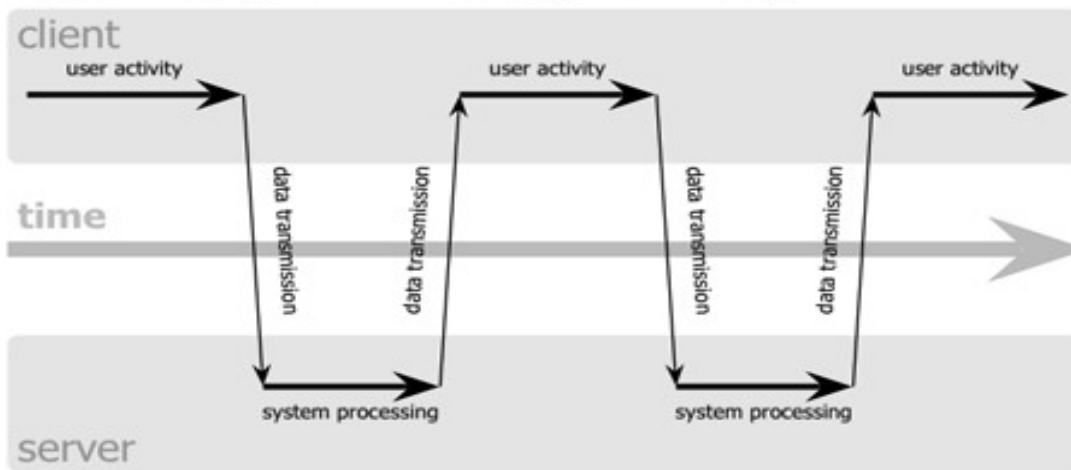 client
user activity
user activity
user activity
data transmission
data transmission
data transmission
data transmission
time
system processing
system processing
server